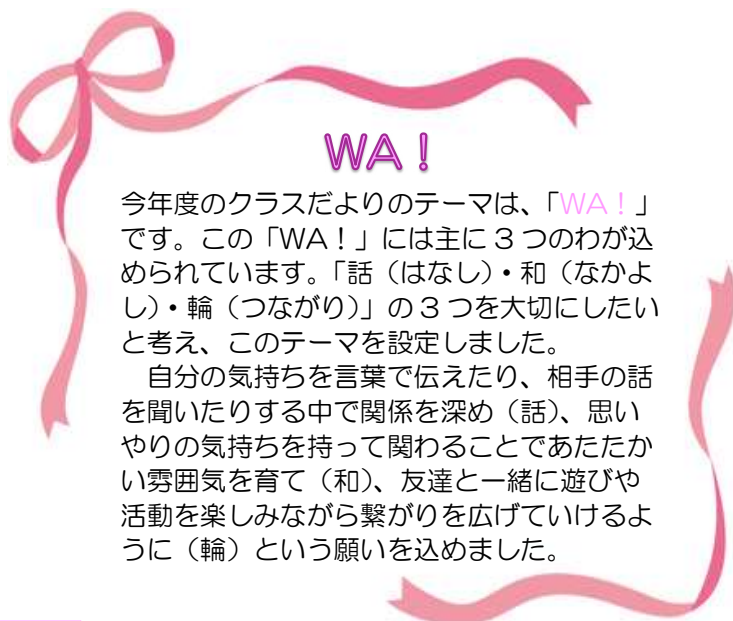 WA！
今年度のクラスだよりのテーマは、「WA！」
です。この「WA！」には主に３つのわが込
められています。「話（はなし）・和（なかよ
し）・輪（つながり）」の３つを大切にしたい
と考え、このテーマを設定しました。
　自分の気持ちを言葉で伝えたり、相手の話
を聞いたりする中で関係を深め（話）、思い
やりの気持ちを持って関わることであたたか
い雰囲気を育て（和）、友達と一緒に遊びや
活動を楽しみながら繋がりを広げていけるよ
うに（輪）という願いを込めました。